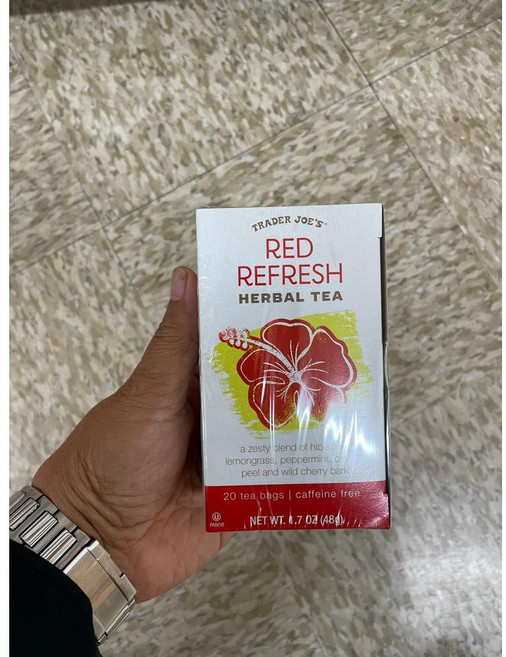 TRADER JOE'S
RED
REFRESH
HERBAL TEA
a zesty blend of
lemongrass, peppermint,
peel and wild cherry bark
20 tea bags | caffeine free
U
PAREVE
NET WT. 1.7 OZ (48g)